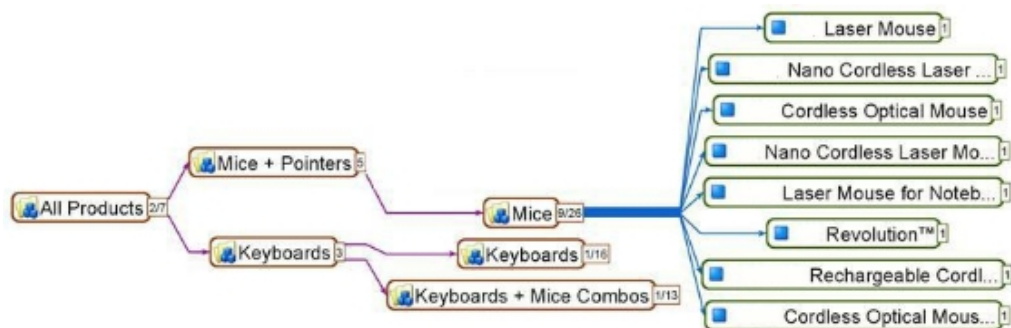 Laser Mouse 1
Nano Cordless Laser ... 1
Cordless Optical Mouse 1
Mice + Pointers 5
Nano Cordless Laser Mo... 1
All Products 2/7
Mice 9/26
Laser Mouse for Noteb... 1
Revolution™ 1
Keyboards 3
Keyboards 1/16
Rechargeable Cordl... 1
Keyboards + Mice Combos 1/13
Cordless Optical Mous... 1